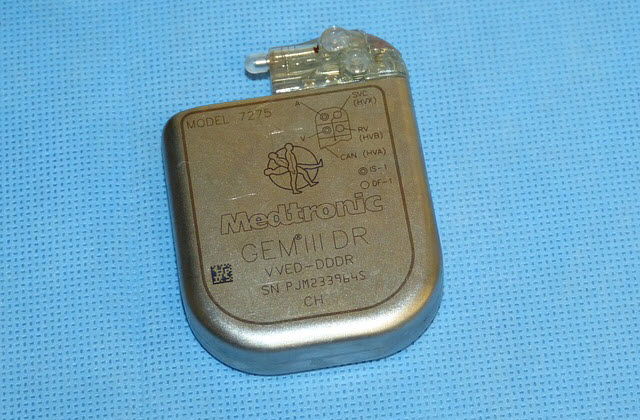 MODEL 7275
SVC
(HVX)
A
V
RV
(HVB)
CAN (HVA)
IS-1
DF-1
Medtronic
GEM® III DR
VVED-DDDR
SN PJM233964S
CH